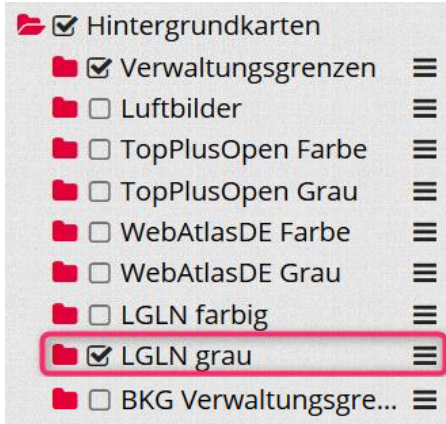 Hintergrundkarten
Verwaltungsgrenzen
Luftbilder
TopPlusOpen Farbe
TopPlusOpen Grau
WebAtlasDE Farbe
WebAtlasDE Grau
LGLN farbig
LGLN grau
BKG Verwaltungsgre...